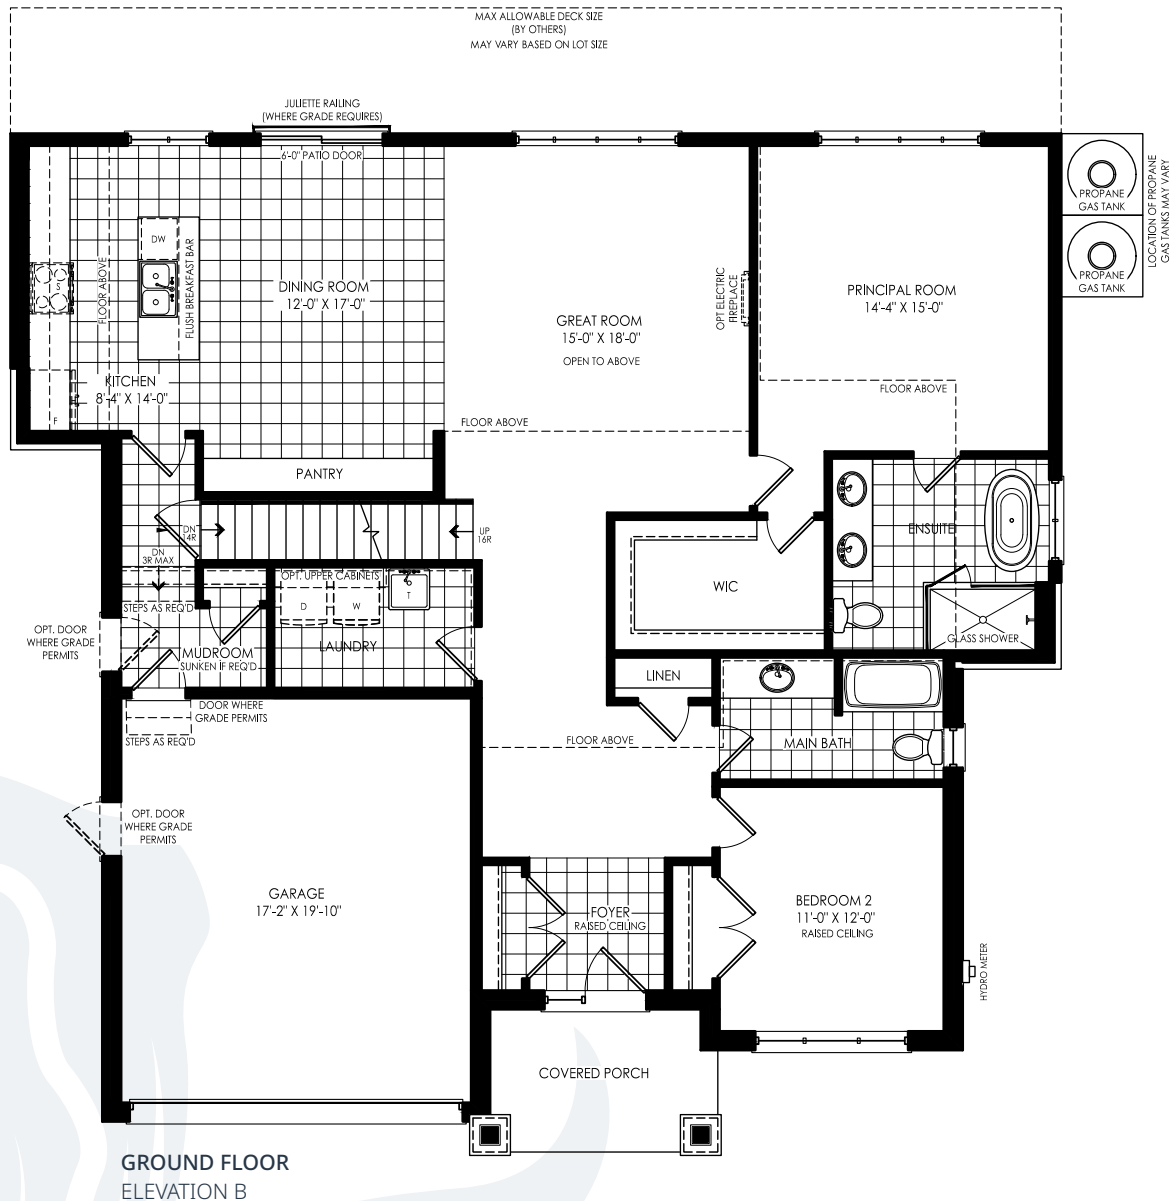 MAX ALLOWABLE DECK SIZE
(BY OTHERS)
MAY VARY BASED ON LOT SIZE
JULIETTE RAILING
(WHERE GRADE REQUIRES)
6'-0" PATIO DOOR
PROPANE
GAS TANK
PROPANE
GAS TANK
LOCATION OF PROPANE
GAS TANKS MAY VARY
DW
S
FLOOR ABOVE
FLUSH BREAKFAST BAR
DINING ROOM
12'-0" X 17'-0"
GREAT ROOM
15'-0" X 18'-0"
OPEN TO ABOVE
OPT ELECTRIC
FIREPLACE
PRINCIPAL ROOM
14'-4" X 15'-0"
KITCHEN
8'-4" X 14'-0"
F
FLOOR ABOVE
FLOOR ABOVE
PANTRY
DN
14R
UP
16R
ENSUITE
DN
3R MAX
OPT. UPPER CABINETS
D
W
T
WIC
STEPS AS REQ'D
OPT. DOOR
WHERE GRADE
PERMITS
MUDROOM
SUNKEN IF REQ'D
LAUNDRY
GLASS SHOWER
LINEN
DOOR WHERE
GRADE PERMITS
STEPS AS REQ'D
FLOOR ABOVE
MAIN BATH
OPT. DOOR
WHERE GRADE
PERMITS
GARAGE
17'-2" X 19'-10"
FOYER
RAISED CEILING
BEDROOM 2
11'-0" X 12'-0"
RAISED CEILING
HYDRO METER
COVERED PORCH
GROUND FLOOR
ELEVATION B